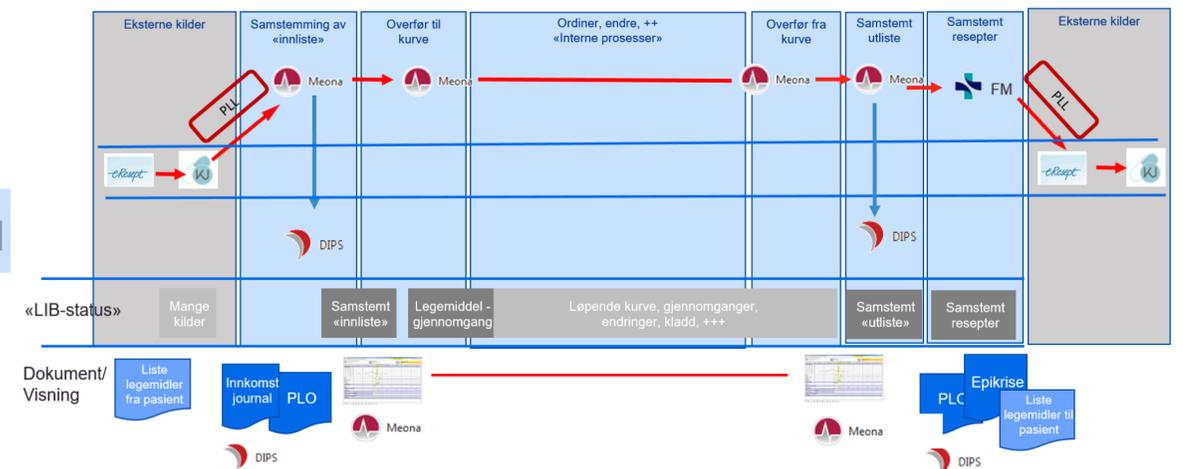 Eksterne kilder
Samstemming av
«innliste»
Overfør til
kurve
Ordiner, endre, ++
«Interne prosesser»
Overfør fra
kurve
Samstemt
utliste
Samstemt
resepter
Eksterne kilder
PLL
Meona
Meona
Meona
Meona
FM
PLL
eResept
KJ
eResept
KJ
DIPS
DIPS
«LIB-status»
Mange
kilder
Samstemt
«innliste»
Legemiddel -
gjennomgang
Løpende kurve, gjennomganger,
endringer, kladd, +++
Samstemt
«utliste»
Samstemt
resepter
Dokument/
Visning
Liste
legemidler
fra pasient
Innkomst
journal
PLO
Meona
DIPS
Meona
PLO
Epikrise
Liste
legemidler til
pasient
DIPS